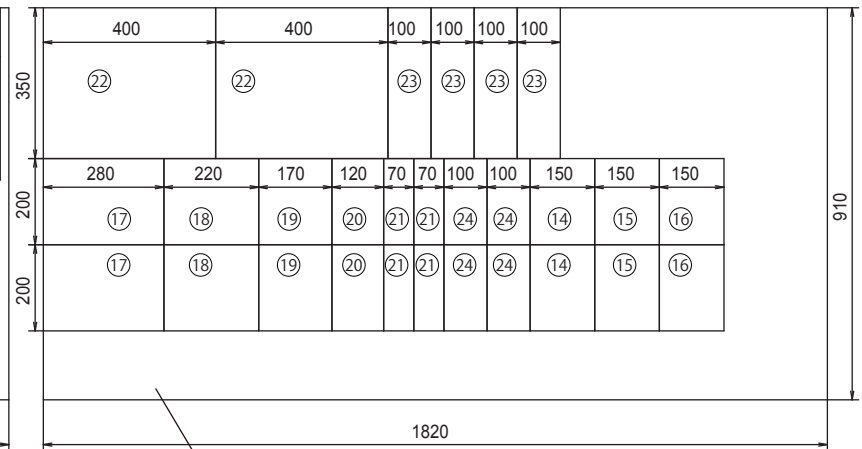 400 400 100 100 100 100
㉒ ㉒ ㉓ ㉓ ㉓ ㉓
350
280 220 170 120 70 70 100 100 150 150 150
200
⑰ ⑱ ⑲ ⑳ ㉑ ㉑ ㉔ ㉔ ⑭ ⑮ ⑯
910
⑰ ⑱ ⑲ ⑳ ㉑ ㉑ ㉔ ㉔ ⑭ ⑮ ⑯
200
1820